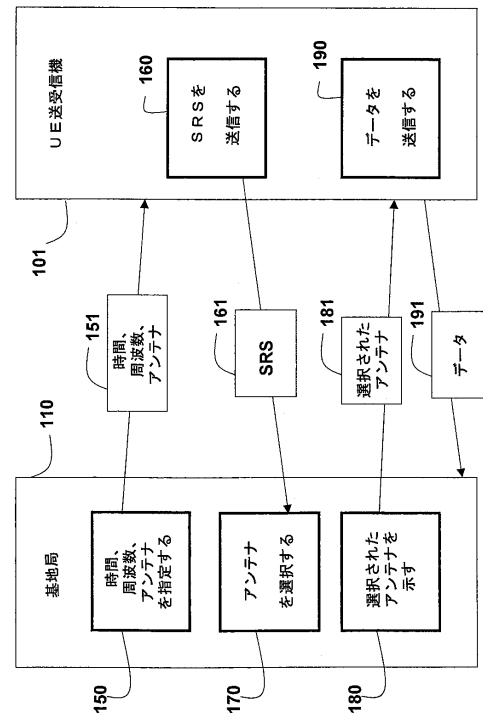 110
基地局
150
時間、
周波数、
アンテナ
を指定する
170
アンテナ
を選択する
180
選択された
アンテナを
示す
151
時間、
周波数、
アンテナ
161
SRS
181
選択された
アンテナ
191
データ
101
UE送受信機
160
SRSを
送信する
190
データを
送信する